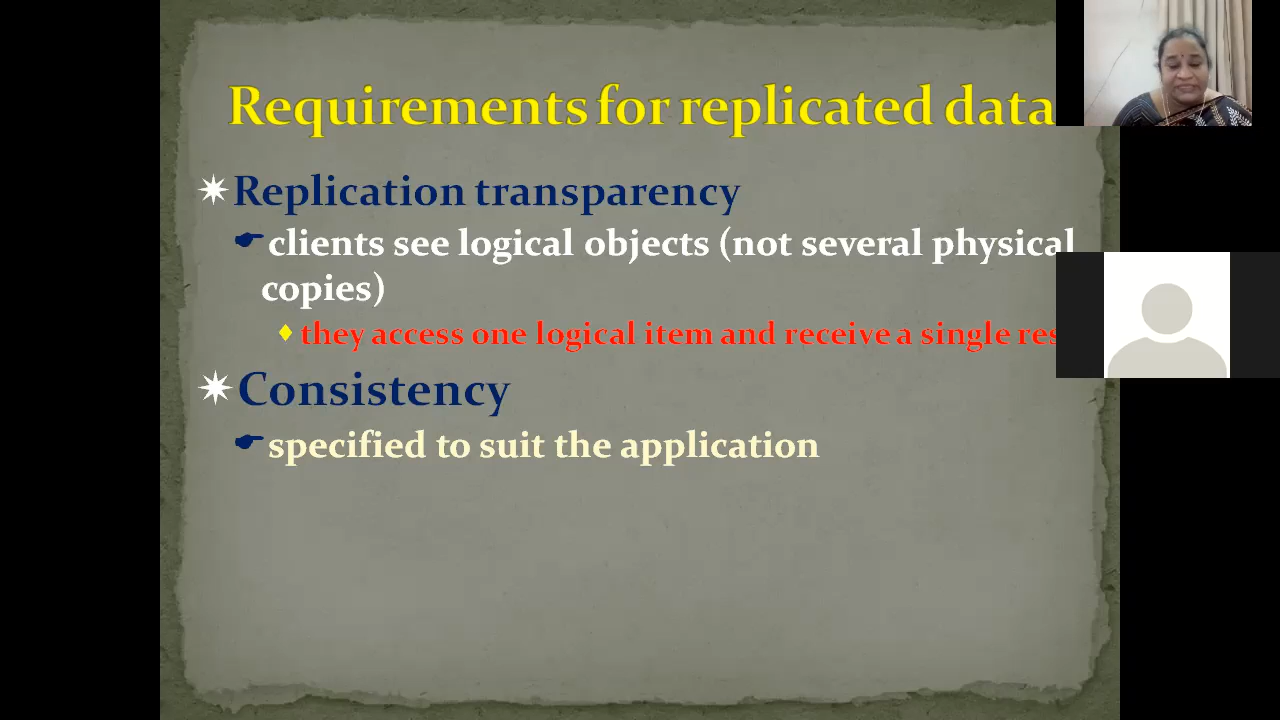 Requirements for replicated data
Replication transparency
clients see logical objects (not several physical
copies)
they access one logical item and receive a single
Consistency
specified to suit the application